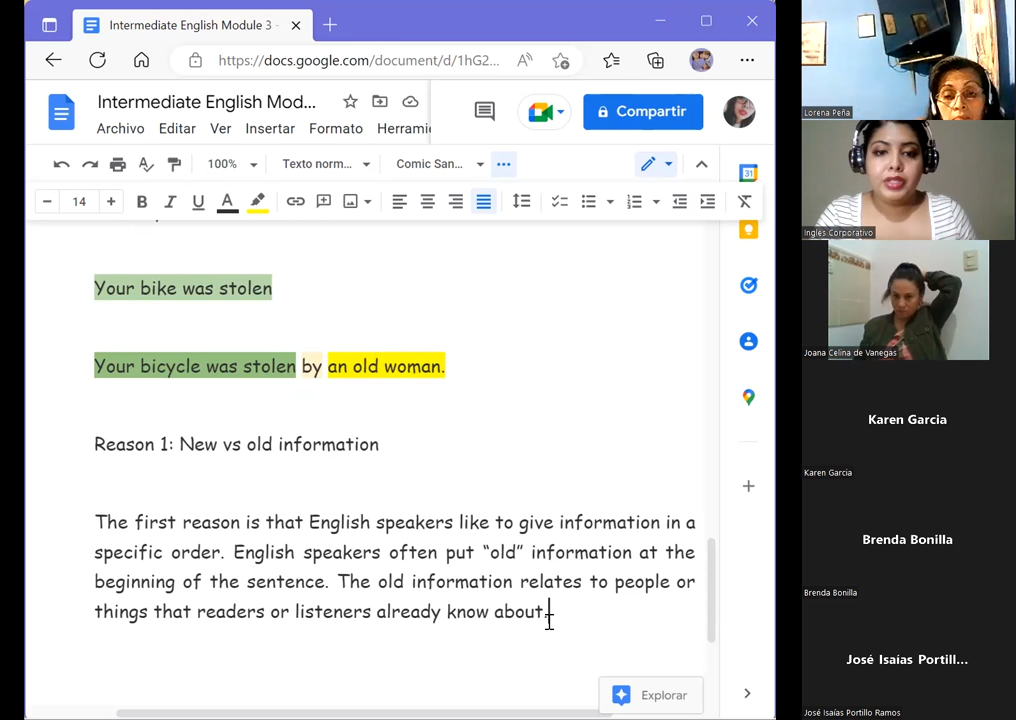 Intermediate English Module 3 -
https://docs.google.com/document/d/1hG2...
Intermediate English Mod...
Compartir
Archivo Editar Ver Insertar Formato Herrami
100% Texto norm... Comic San...
14
Your bike was stolen
Your bicycle was stolen by an old woman.
Reason 1: New vs old information
The first reason is that English speakers like to give information in a
specific order. English speakers often put “old” information at the
beginning of the sentence. The old information relates to people or
things that readers or listeners already know about.
Explorar
Lorena Peña
Ingles Corporativo
Joana Celina de Vanegas
Karen Garcia
Karen Garcia
Brenda Bonilla
Brenda Bonilla
José Isaías Portill...
José Isaías Portillo Ramos